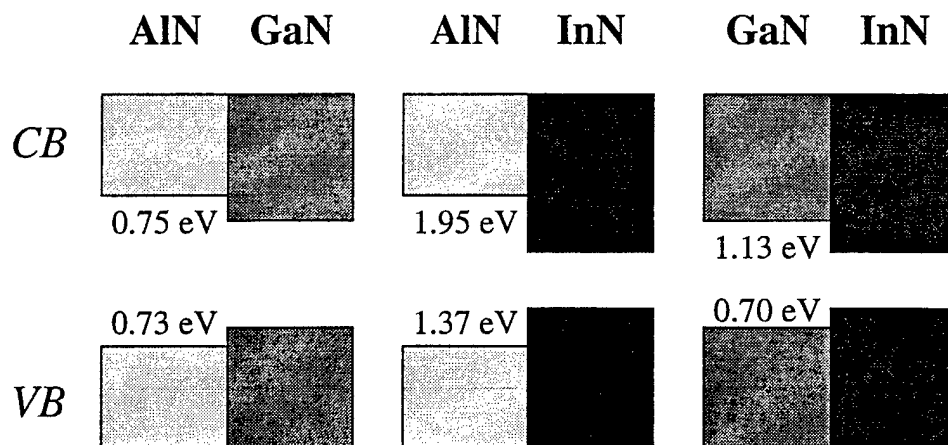 AlN GaN AlN InN GaN InN
CB
0.75 eV 1.95 eV 1.13 eV
0.73 eV 1.37 eV 0.70 eV
VB